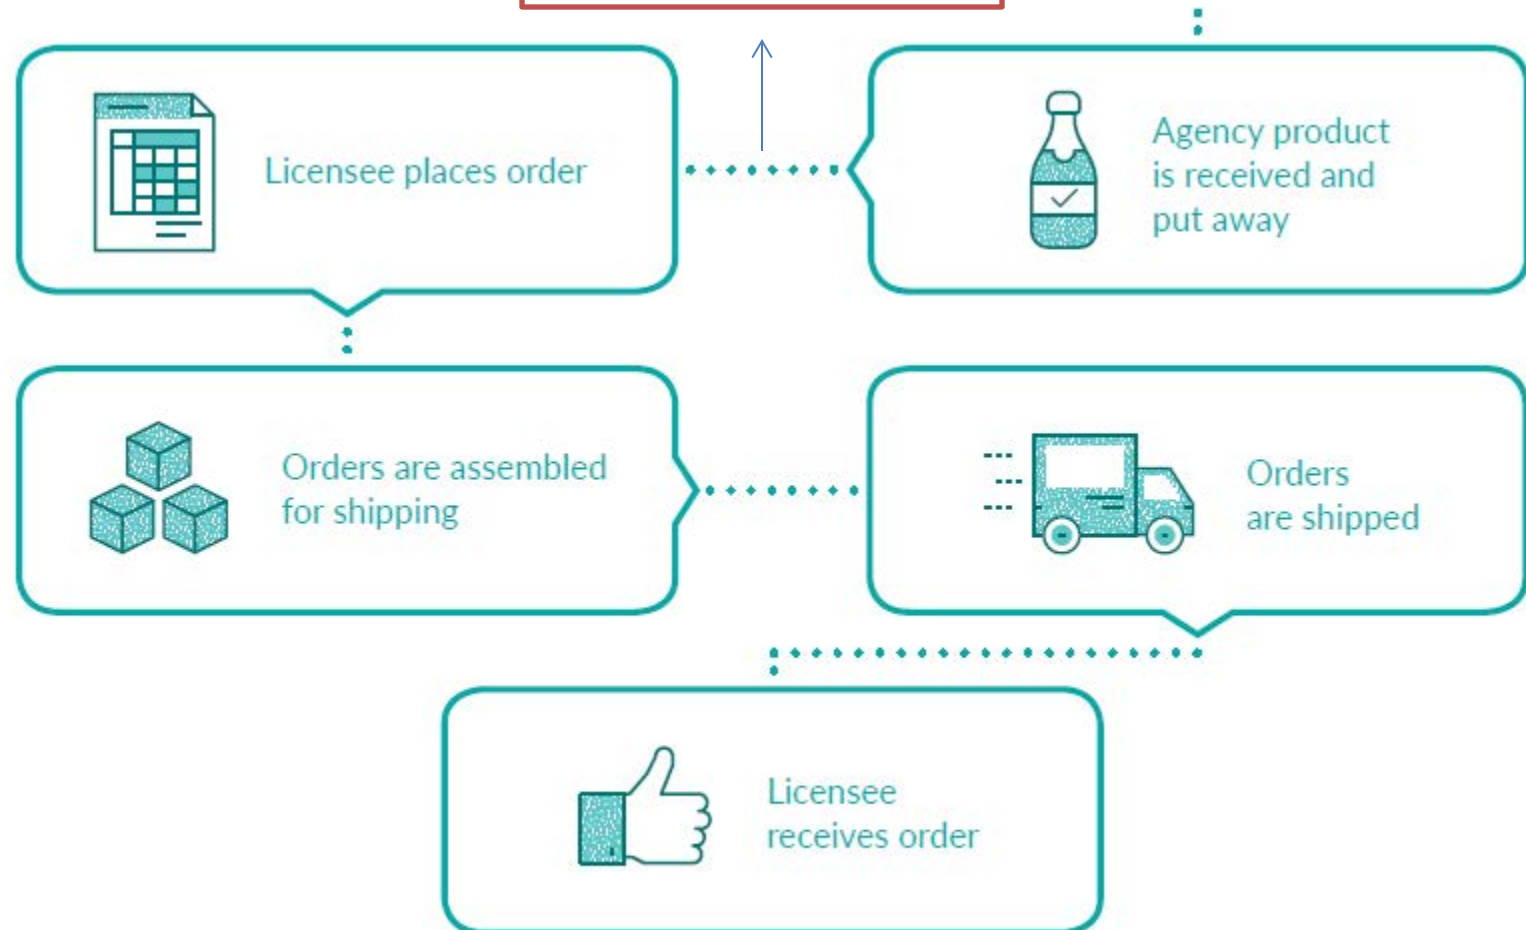 Licensee places order
Agency product
is received and
put away
Orders are assembled
for shipping
Orders
are shipped
Licensee
receives order